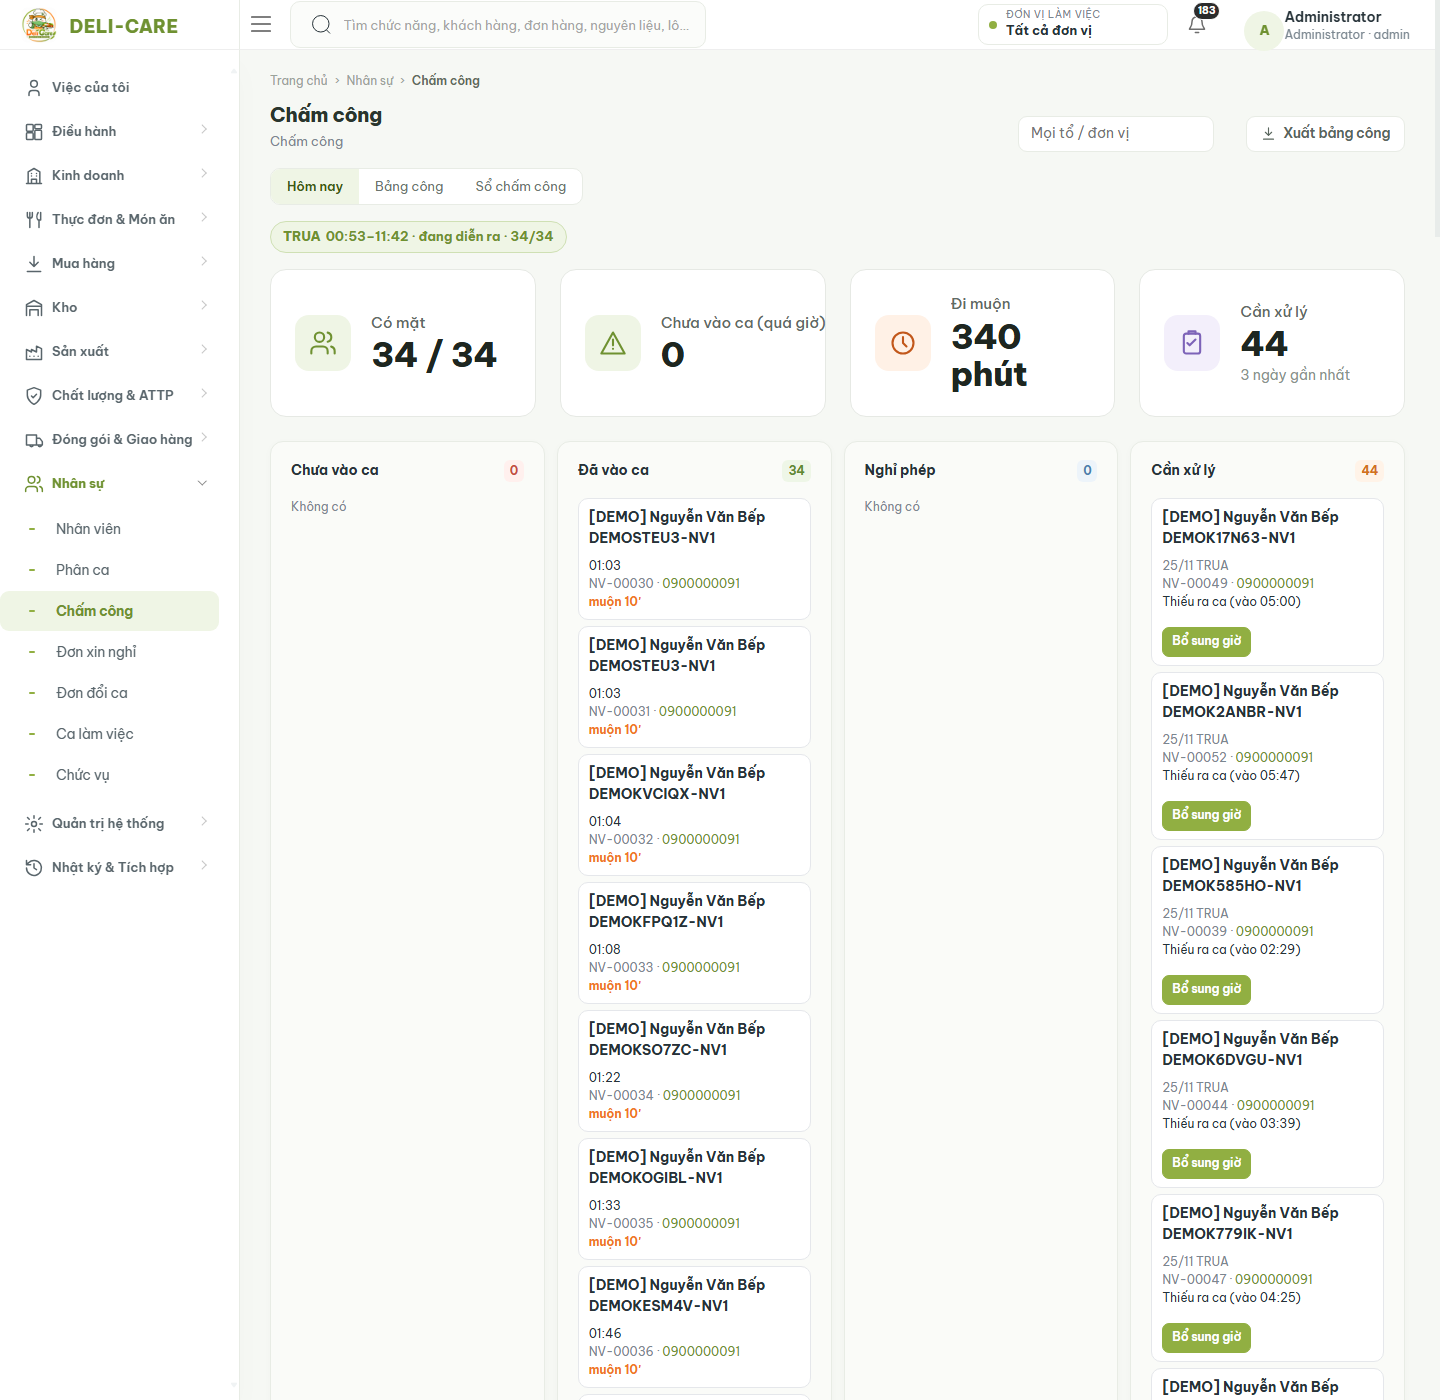 DELI-CARE
Tìm chức năng, khách hàng, đơn hàng, nguyên liệu, lô...
ĐƠN VỊ LÀM VIỆC
Tất cả đơn vị
183
A
Administrator
Administrator · admin
Việc của tôi
Điều hành
Kinh doanh
Thực đơn & Món ăn
Mua hàng
Kho
Sản xuất
Chất lượng & ATTP
Đóng gói & Giao hàng
Nhân sự
Nhân viên
Phân ca
Chấm công
Đơn xin nghỉ
Đơn đổi ca
Ca làm việc
Chức vụ
Quản trị hệ thống
Nhật ký & Tích hợp
Trang chủ › Nhân sự › Chấm công
Chấm công
Chấm công
Mọi tổ / đơn vị
Xuất bảng công
Hôm nay
Bảng công
Sổ chấm công
TRUA 00:53–11:42 · đang diễn ra · 34/34
Có mặt
34 / 34
Chưa vào ca (quá giờ)
0
Đi muộn
340
phút
Cần xử lý
44
3 ngày gần nhất
Chưa vào ca
0
Không có
Đã vào ca
34
[DEMO] Nguyễn Văn Bếp
DEMOSTEU3-NV1
01:03
NV-00030 · 0900000091
muộn 10'
[DEMO] Nguyễn Văn Bếp
DEMOSTEU3-NV1
01:03
NV-00031 · 0900000091
muộn 10'
[DEMO] Nguyễn Văn Bếp
DEMOKVCIQX-NV1
01:04
NV-00032 · 0900000091
muộn 10'
[DEMO] Nguyễn Văn Bếp
DEMOKFPQ1Z-NV1
01:08
NV-00033 · 0900000091
muộn 10'
[DEMO] Nguyễn Văn Bếp
DEMOKSO7ZC-NV1
01:22
NV-00034 · 0900000091
muộn 10'
[DEMO] Nguyễn Văn Bếp
DEMOKOGIBL-NV1
01:33
NV-00035 · 0900000091
muộn 10'
[DEMO] Nguyễn Văn Bếp
DEMOKESM4V-NV1
01:46
NV-00036 · 0900000091
muộn 10'
Nghỉ phép
0
Không có
Cần xử lý
44
[DEMO] Nguyễn Văn Bếp
DEMOK17N63-NV1
25/11 TRUA
NV-00049 · 0900000091
Thiếu ra ca (vào 05:00)
Bổ sung giờ
[DEMO] Nguyễn Văn Bếp
DEMOK2ANBR-NV1
25/11 TRUA
NV-00052 · 0900000091
Thiếu ra ca (vào 05:47)
Bổ sung giờ
[DEMO] Nguyễn Văn Bếp
DEMOK585HO-NV1
25/11 TRUA
NV-00039 · 0900000091
Thiếu ra ca (vào 02:29)
Bổ sung giờ
[DEMO] Nguyễn Văn Bếp
DEMOK6DVGU-NV1
25/11 TRUA
NV-00044 · 0900000091
Thiếu ra ca (vào 03:39)
Bổ sung giờ
[DEMO] Nguyễn Văn Bếp
DEMOK779IK-NV1
25/11 TRUA
NV-00047 · 0900000091
Thiếu ra ca (vào 04:25)
Bổ sung giờ
[DEMO] Nguyễn Văn Bếp